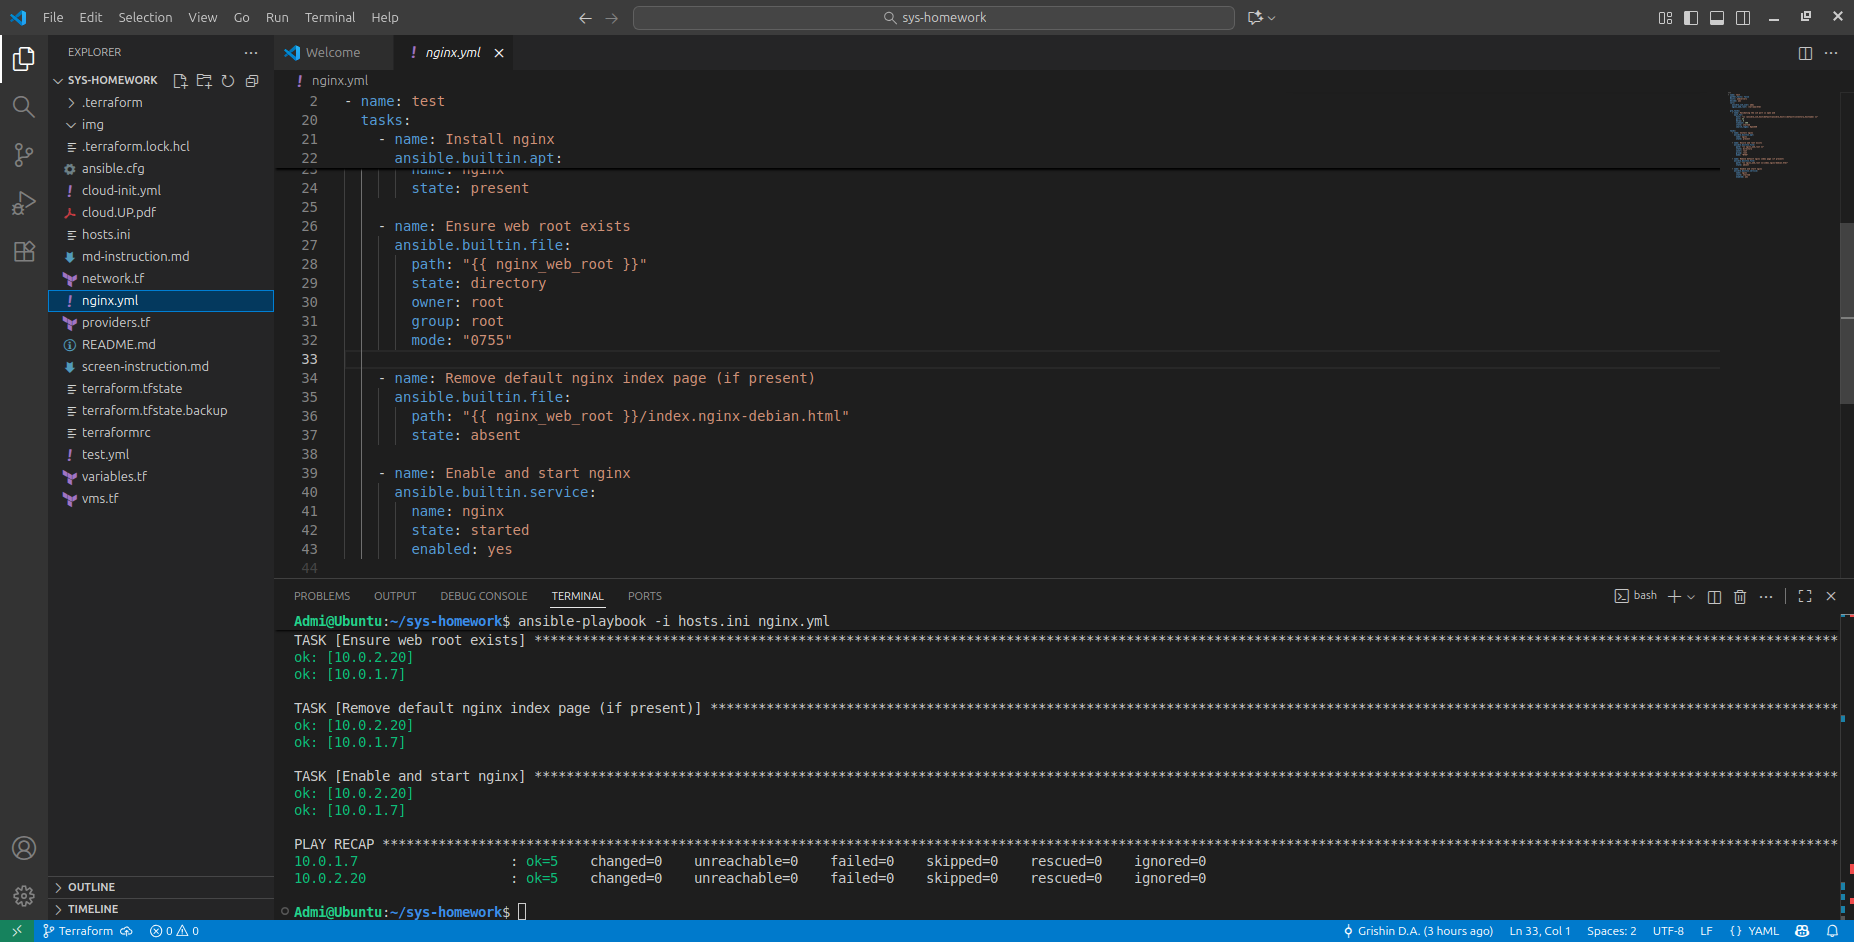 File Edit Selection View Go Run Terminal Help
sys-homework
EXPLORER
SYS-HOMEWORK
.terraform
img
.terraform.lock.hcl
ansible.cfg
cloud-init.yml
cloud.UP.pdf
hosts.ini
md-instruction.md
network.tf
nginx.yml
providers.tf
README.md
screen-instruction.md
terraform.tfstate
terraform.tfstate.backup
terraformrc
test.yml
variables.tf
vms.tf
OUTLINE
TIMELINE
Welcome
! nginx.yml
! nginx.yml
2 - name: test
20 tasks:
21 - name: Install nginx
22 ansible.builtin.apt:
23 name: nginx
24 state: present
25
26 - name: Ensure web root exists
27 ansible.builtin.file:
28 path: "{{ nginx_web_root }}"
29 state: directory
30 owner: root
31 group: root
32 mode: "0755"
33
34 - name: Remove default nginx index page (if present)
35 ansible.builtin.file:
36 path: "{{ nginx_web_root }}/index.nginx-debian.html"
37 state: absent
38
39 - name: Enable and start nginx
40 ansible.builtin.service:
41 name: nginx
42 state: started
43 enabled: yes
44
PROBLEMS OUTPUT DEBUG CONSOLE TERMINAL PORTS
bash
Admi@Ubuntu:~/sys-homework$ ansible-playbook -i hosts.ini nginx.yml
TASK [Ensure web root exists] ****
ok: [10.0.2.20]
ok: [10.0.1.7]
TASK [Remove default nginx index page (if present)] ****
ok: [10.0.2.20]
ok: [10.0.1.7]
TASK [Enable and start nginx] ****
ok: [10.0.2.20]
ok: [10.0.1.7]
PLAY RECAP ****
10.0.1.7 : ok=5 changed=0 unreachable=0 failed=0 skipped=0 rescued=0 ignored=0
10.0.2.20 : ok=5 changed=0 unreachable=0 failed=0 skipped=0 rescued=0 ignored=0
Admi@Ubuntu:~/sys-homework$
Terraform 0 0 Grishin D.A. (3 hours ago) Ln 33, Col 1 Spaces: 2 UTF-8 LF {} YAML